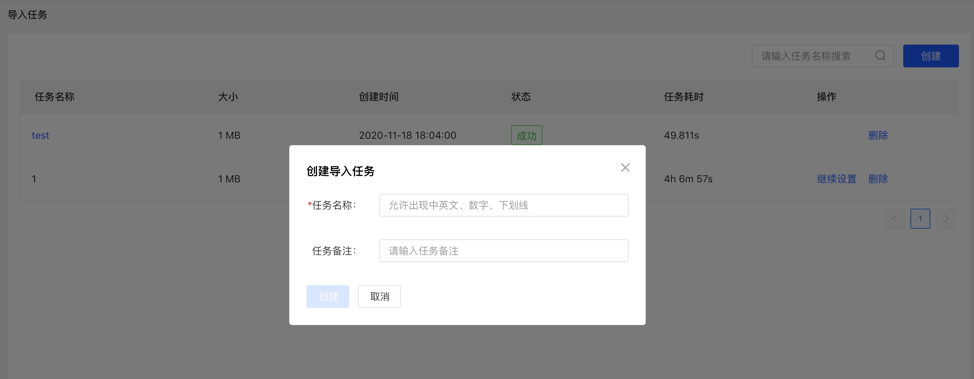 导入任务
请输入任务名称搜索 创建
任务名称 大小 创建时间 状态 任务耗时 操作
test 1 MB 2020-11-18 18:04:00 成功 49.811s 删除
创建导入任务
1 1 MB 4h 6m 57s 继续设置 删除
*任务名称： 允许出现中英文、数字、下划线
1
任务备注： 请输入任务备注
创建 取消